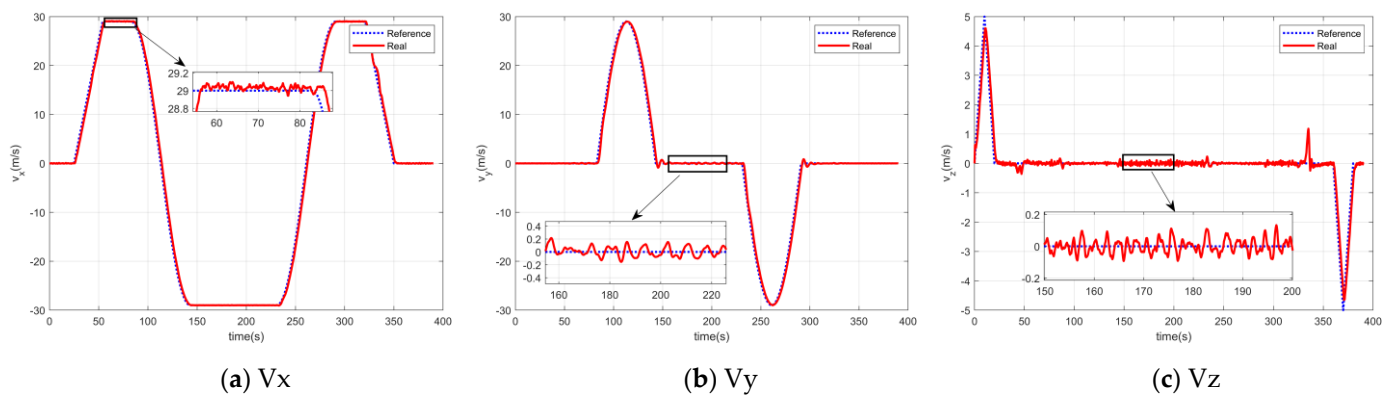 30
20
10
0
-10
-20
-30
0 50 100 150 200 250 300 350 400
v_x(m/s)
time(s)
Reference
Real
29.2
29
28.8
60 70 80
(a) Vx
30
20
10
0
-10
-20
-30
0 50 100 150 200 250 300 350 400
v_y(m/s)
time(s)
Reference
Real
0.4
0.2
0
-0.2
-0.4
160 180 200 220
(b) Vy
5
4
3
2
1
0
-1
-2
-3
-4
-5
0 50 100 150 200 250 300 350 400
v_z(m/s)
time(s)
Reference
Real
0.2
0
-0.2
150 160 170 180 190 200
(c) Vz